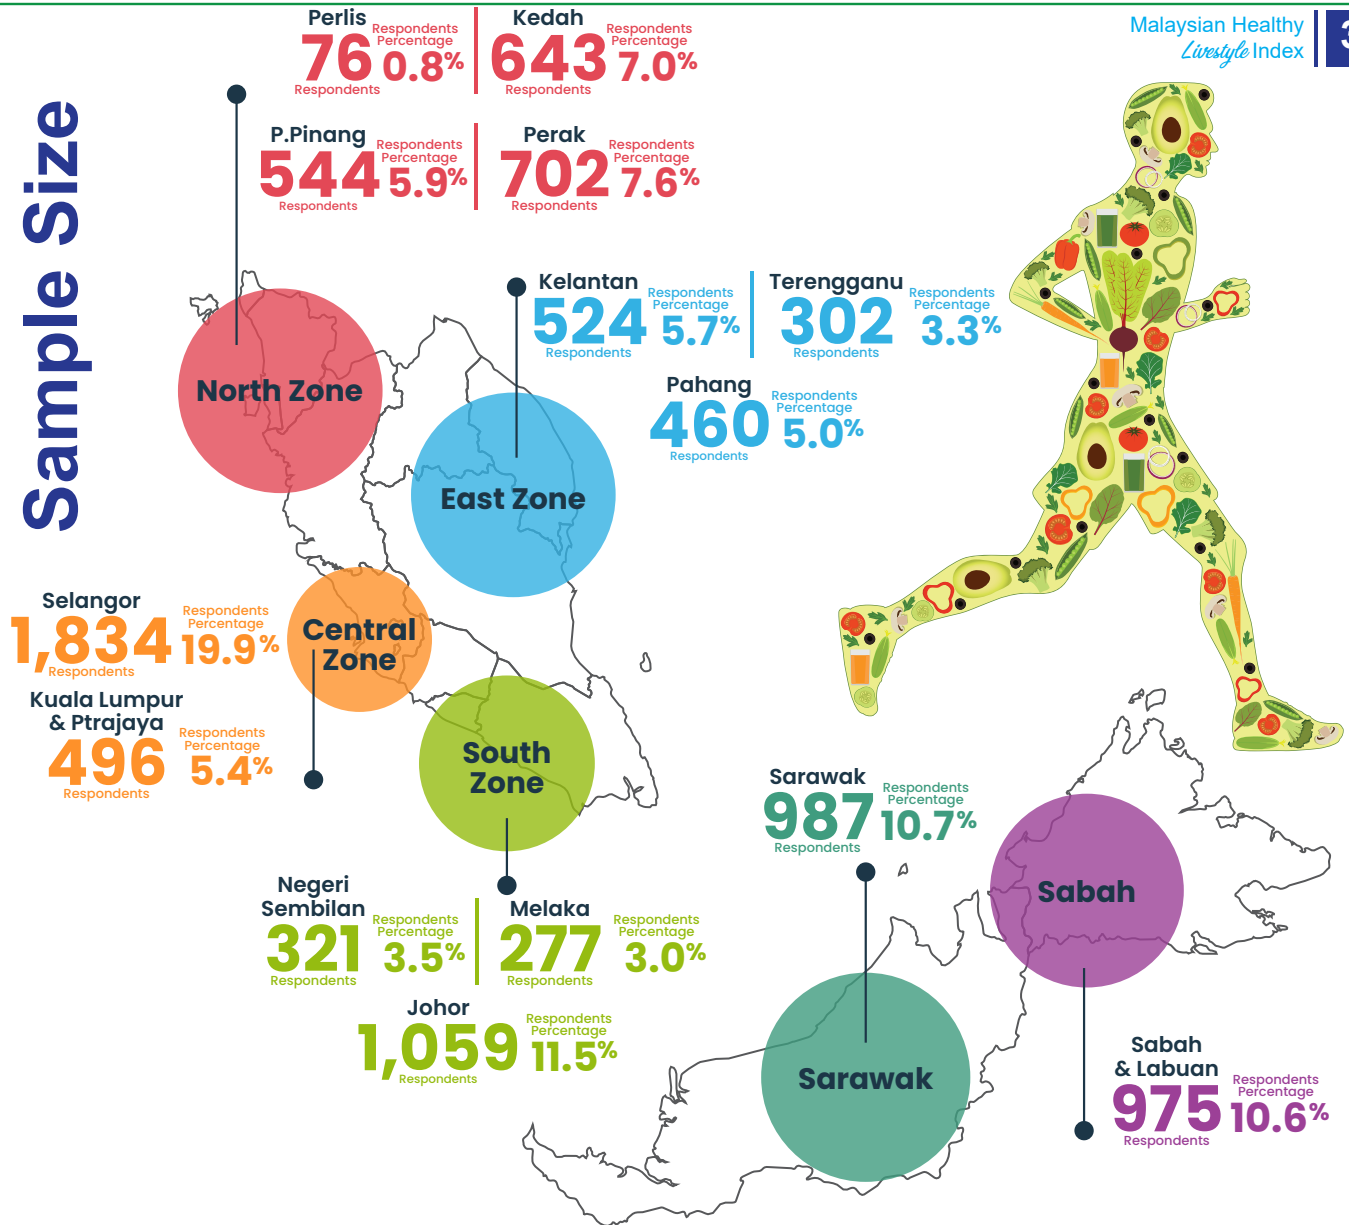 Malaysian Healthy
Livestyle Index
3
Sample Size
Perlis
76
Respondents
Respondents
Percentage
0.8%
Kedah
643
Respondents
Respondents
Percentage
7.0%
P.Pinang
544
Respondents
Respondents
Percentage
5.9%
Perak
702
Respondents
Respondents
Percentage
7.6%
North Zone
Kelantan
524
Respondents
Respondents
Percentage
5.7%
Terengganu
302
Respondents
Respondents
Percentage
3.3%
Pahang
460
Respondents
Respondents
Percentage
5.0%
East Zone
Selangor
1,834
Respondents
Respondents
Percentage
19.9%
Kuala Lumpur
& Ptrajaya
496
Respondents
Respondents
Percentage
5.4%
Central
Zone
South
Zone
Negeri
Sembilan
321
Respondents
Respondents
Percentage
3.5%
Melaka
277
Respondents
Respondents
Percentage
3.0%
Johor
1,059
Respondents
Respondents
Percentage
11.5%
Sarawak
987
Respondents
Respondents
Percentage
10.7%
Sarawak
Sabah
Sabah
& Labuan
975
Respondents
Respondents
Percentage
10.6%